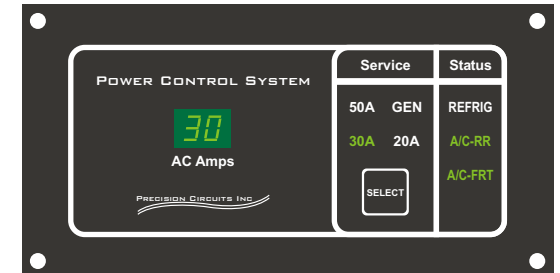 POWER CONTROL SYSTEM
30
AC Amps
PRECISION CIRCUITS INC
Service
50A GEN
30A 20A
SELECT
Status
REFRIG
A/C-RR
A/C-FRT